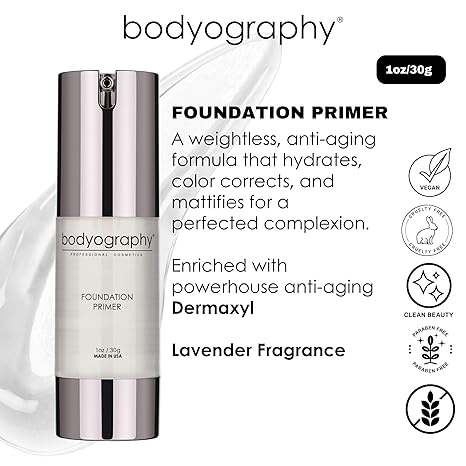 bodyography®
1oz/30g
FOUNDATION PRIMER
A weightless, anti-aging
formula that hydrates,
color corrects, and
mattifies for a
perfected complexion.
Enriched with
powerhouse anti-aging
Dermaxyl
Lavender Fragrance
bodyography®
PROFESSIONAL COSMETICS
FOUNDATION
PRIMER
1oz / 30g
MADE IN USA
VEGAN
CRUELTY FREE
CRUELTY FREE
CLEAN BEAUTY
PARABEN FREE
PARABEN FREE